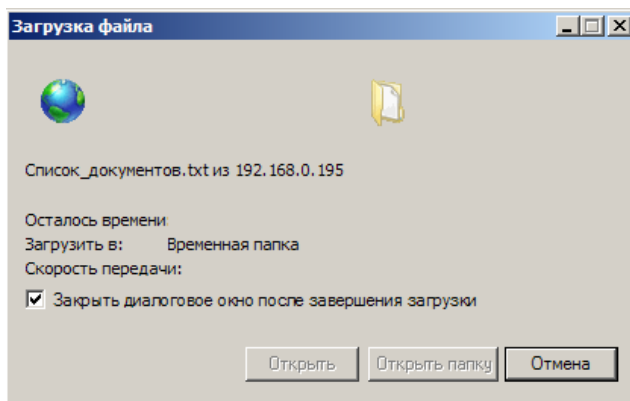 Загрузка файла
Список_документов.txt из 192.168.0.195
Осталось времени
Загрузить в: Временная папка
Скорость передачи:
Закрыть диалоговое окно после завершения загрузки
Открыть Открыть папку Отмена